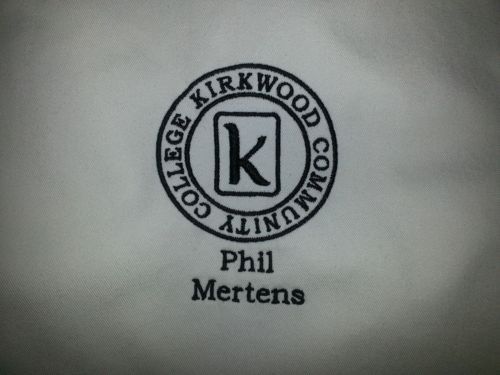 KIRKWOOD COMMUNITY COLLEGE
k
Phil
Mertens